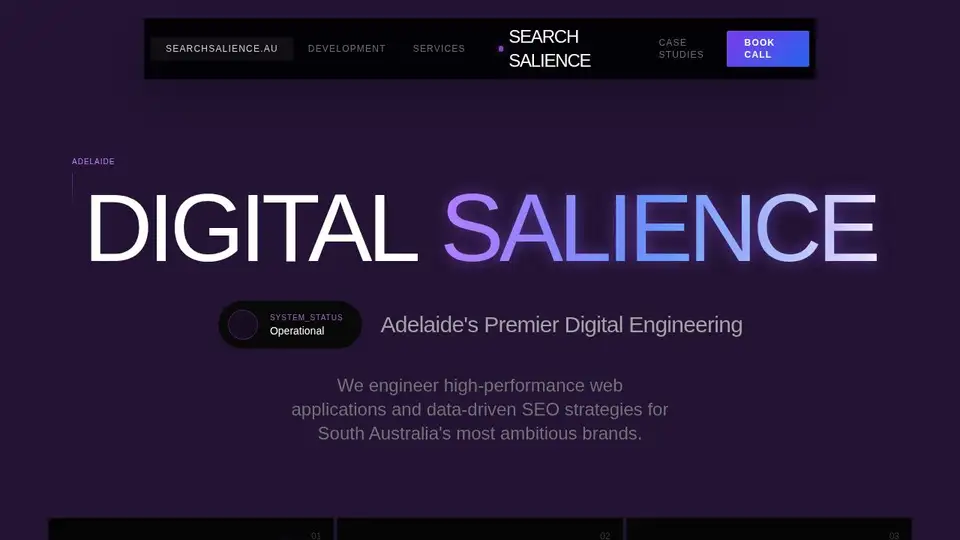 SEARCHSALIENCE.AU
DEVELOPMENT
SERVICES
SEARCH
SALIENCE
CASE
STUDIES
BOOK
CALL
ADELAIDE
DIGITAL SALIENCE
SYSTEM_STATUS
Operational
Adelaide's Premier Digital Engineering
We engineer high-performance web
applications and data-driven SEO strategies for
South Australia's most ambitious brands.
01
02
03